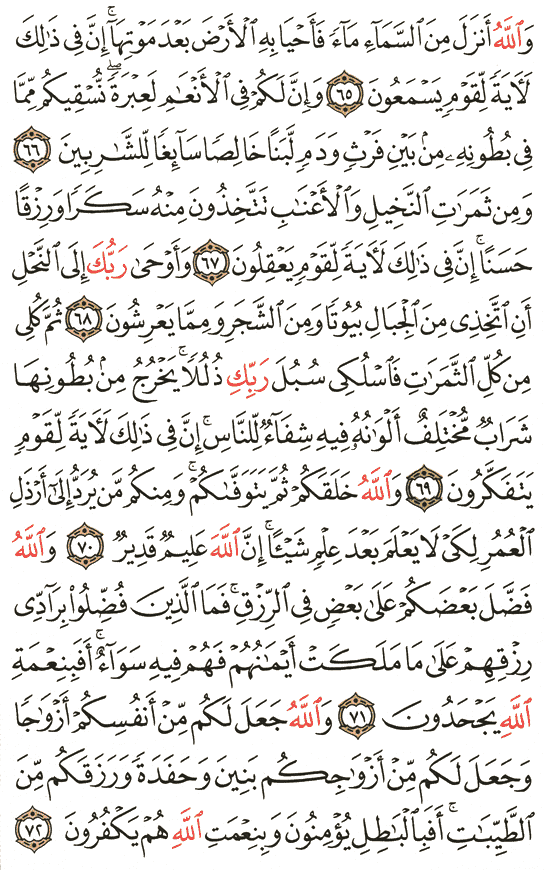 وَٱللَّهُ أَنزَلَ مِنَ ٱلسَّمَآءِ مَآءً فَأَحْيَا بِهِ ٱلْأَرْضَ بَعْدَ مَوْتِهَآۚ إِنَّ فِى ذَٰلِكَ
لَـَٔايَةً لِّقَوْمٍ يَسْمَعُونَ ٦٥ وَإِنَّ لَكُمْ فِى ٱلْأَنْعَٰمِ لَعِبْرَةًۖ نُّسْقِيكُم مِّمَّا
فِى بُطُونِهِۦ مِنۢ بَيْنِ فَرْثٍ وَدَمٍ لَّبَنًا خَالِصًا سَآئِغًا لِّلشَّٰرِبِينَ ٦٦
وَمِن ثَمَرَٰتِ ٱلنَّخِيلِ وَٱلْأَعْنَٰبِ تَتَّخِذُونَ مِنْهُ سَكَرًا وَرِزْقًا
حَسَنًاۗ إِنَّ فِى ذَٰلِكَ لَـَٔايَةً لِّقَوْمٍ يَعْقِلُونَ ٦٧ وَأَوْحَىٰ رَبُّكَ إِلَى ٱلنَّحْلِ
أَنِ ٱتَّخِذِى مِنَ ٱلْجِبَالِ بُيُوتًا وَمِنَ ٱلشَّجَرِ وَمِمَّا يَعْرِشُونَ ٦٨ ثُمَّ كُلِى
مِن كُلِّ ٱلثَّمَرَٰتِ فَٱسْلُكِى سُبُلَ رَبِّكِ ذُلُلًاۚ يَخْرُجُ مِنۢ بُطُونِهَا
شَرَابٌ مُّخْتَلِفٌ أَلْوَٰنُهُۥ فِيهِ شِفَآءٌ لِّلنَّاسِۚ إِنَّ فِى ذَٰلِكَ لَـَٔايَةً لِّقَوْمٍ
يَتَفَكَّرُونَ ٦٩ وَٱللَّهُ خَلَقَكُمْ ثُمَّ يَتَوَفَّىٰكُمْۚ وَمِنكُم مَّن يُرَدُّ إِلَىٰٓ أَرْذَلِ
ٱلْعُمُرِ لِكَىْ لَا يَعْلَمَ بَعْدَ عِلْمٍ شَيْـًٔاۚ إِنَّ ٱللَّهَ عَلِيمٌ قَدِيرٌ ٧٠ وَٱللَّهُ
فَضَّلَ بَعْضَكُمْ عَلَىٰ بَعْضٍ فِى ٱلرِّزْقِۚ فَمَا ٱلَّذِينَ فُضِّلُوا۟ بِرَآدِّى
رِزْقِهِمْ عَلَىٰ مَا مَلَكَتْ أَيْمَٰنُهُمْ فَهُمْ فِيهِ سَوَآءٌۚ أَفَبِنِعْمَةِ
ٱللَّهِ يَجْحَدُونَ ٧١ وَٱللَّهُ جَعَلَ لَكُم مِّنْ أَنفُسِكُمْ أَزْوَٰجًا
وَجَعَلَ لَكُم مِّنْ أَزْوَٰجِكُم بَنِينَ وَحَفَدَةً وَرَزَقَكُم مِّنَ
ٱلطَّيِّبَٰتِۚ أَفَبِٱلْبَٰطِلِ يُؤْمِنُونَ وَبِنِعْمَتِ ٱللَّهِ هُمْ يَكْفُرُونَ ٧٢